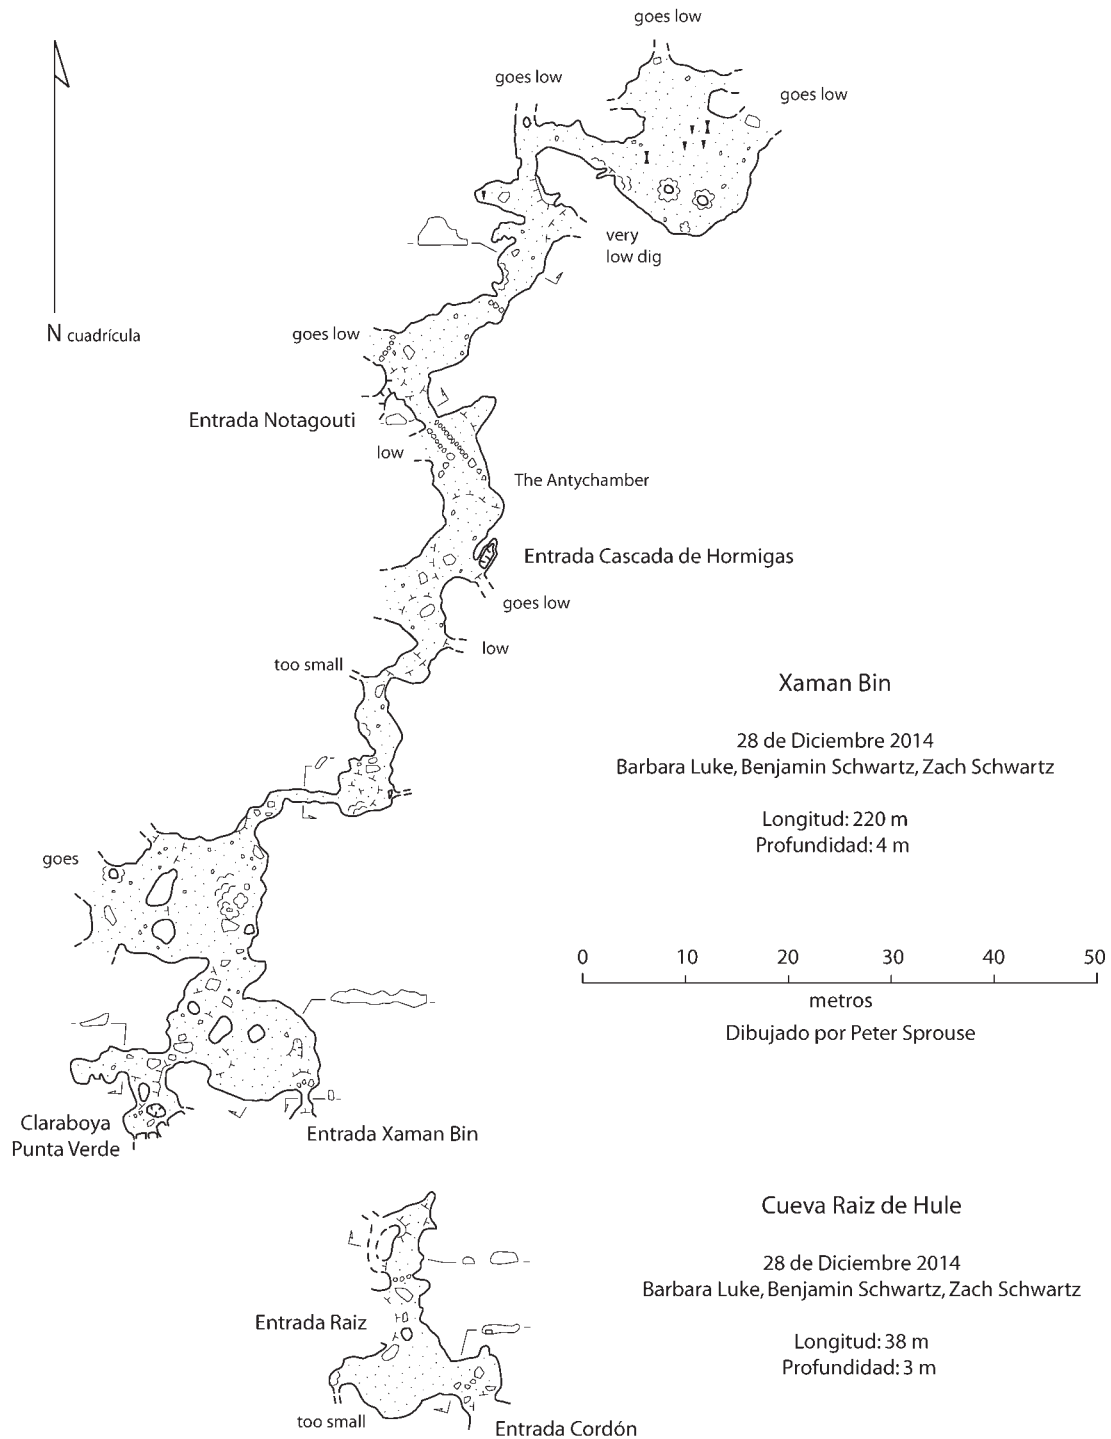 goes low
goes low
goes low
very
low dig
N cuadrícula
goes low
Entrada Notagouti
low
The Antychamber
Entrada Cascada de Hormigas
goes low
low
too small
Xaman Bin
28 de Diciembre 2014
Barbara Luke, Benjamin Schwartz, Zach Schwartz
Longitud: 220 m
Profundidad: 4 m
goes
0 10 20 30 40 50
metros
Dibujado por Peter Sprouse
Claraboya
Punta Verde
Entrada Xaman Bin
Cueva Raiz de Hule
28 de Diciembre 2014
Barbara Luke, Benjamin Schwartz, Zach Schwartz
Entrada Raiz
Longitud: 38 m
Profundidad: 3 m
too small
Entrada Cordón